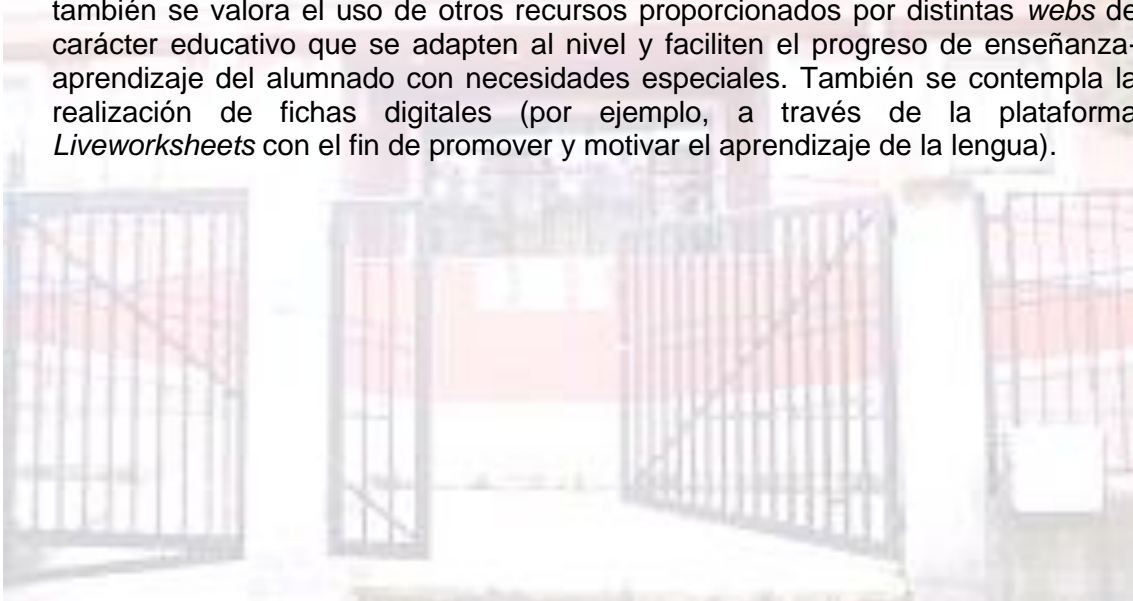 también se valora el uso de otros recursos proporcionados por distintas webs de
carácter educativo que se adapten al nivel y faciliten el progreso de enseñanza-
aprendizaje del alumnado con necesidades especiales. También se contempla la
realización de fichas digitales (por ejemplo, a través de la plataforma
Liveworksheets con el fin de promover y motivar el aprendizaje de la lengua).